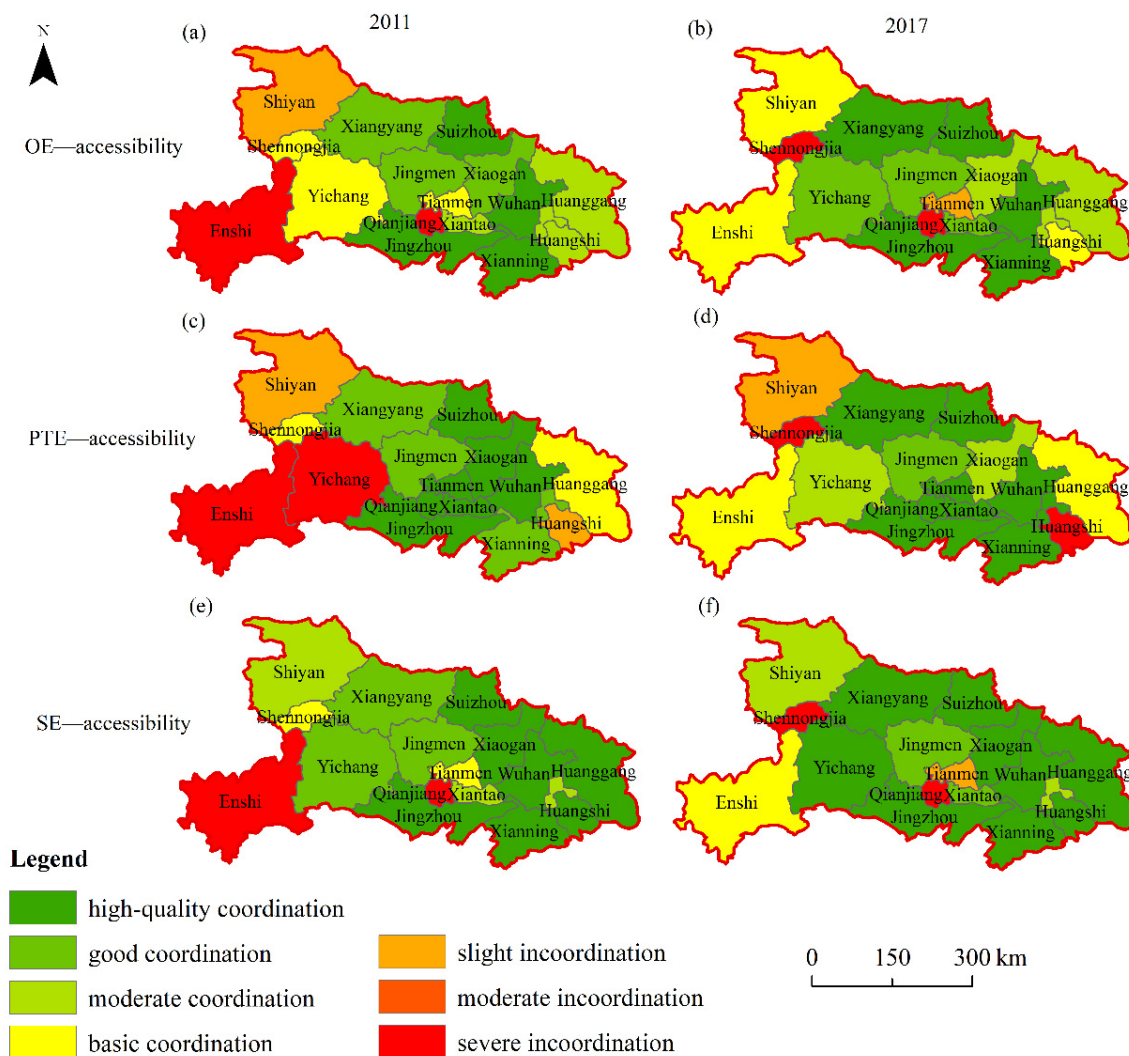 N
2011
2017
(a)
(b)
OE—accessibility
Shiyan
Xiangyang
Suizhou
Shennongjia
Jingmen
Xiaogan
Yichang
Tianmen
Wuhan
Huanggang
Enshi
Qianjiang
Xiantao
Jingzhou
Huangshi
Xianning
Shiyan
Xiangyang
Suizhou
Shennongjia
Jingmen
Xiaogan
Yichang
Tianmen
Wuhan
Huanggang
Enshi
Qianjiang
Xiantao
Jingzhou
Huangshi
Xianning
(c)
(d)
PTE—accessibility
Shiyan
Xiangyang
Suizhou
Shennongjia
Jingmen
Xiaogan
Yichang
Tianmen
Wuhan
Huanggang
Enshi
Qianjiang
Xiantao
Jingzhou
Huangshi
Xianning
Shiyan
Xiangyang
Suizhou
Shennongjia
Jingmen
Xiaogan
Yichang
Tianmen
Wuhan
Huanggang
Enshi
Qianjiang
Xiantao
Jingzhou
Huangshi
Xianning
(e)
(f)
SE—accessibility
Shiyan
Xiangyang
Suizhou
Shennongjia
Jingmen
Xiaogan
Yichang
Tianmen
Wuhan
Huanggang
Enshi
Qianjiang
Xiantao
Jingzhou
Huangshi
Xianning
Shiyan
Xiangyang
Suizhou
Shennongjia
Jingmen
Xiaogan
Yichang
Tianmen
Wuhan
Huanggang
Enshi
Qianjiang
Xiantao
Jingzhou
Huangshi
Xianning
Legend
high-quality coordination
good coordination
moderate coordination
basic coordination
slight incoordination
moderate incoordination
severe incoordination
0 150 300 km